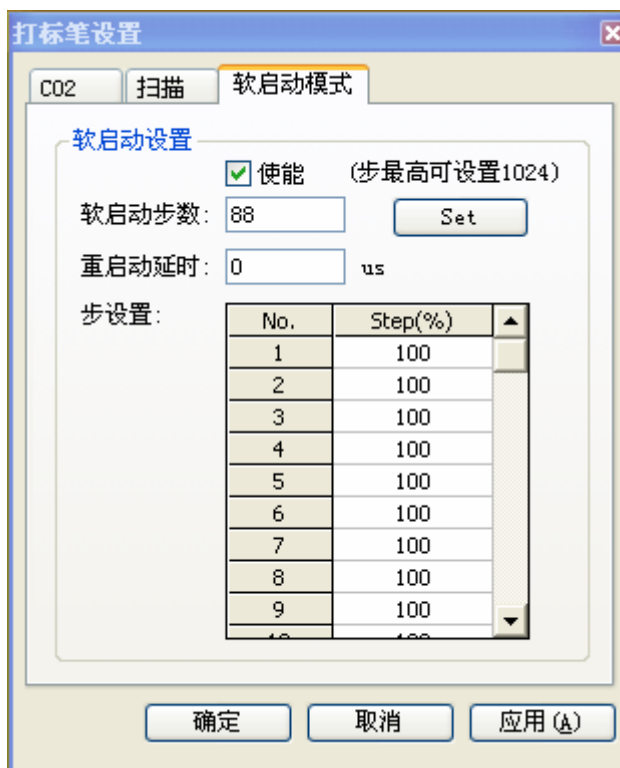 打标笔设置
CO2 扫描 软启动模式
软启动设置
使能 (步最高可设置1024)
软启动步数: 88 Set
重启动延时: 0 us
步设置:
No. Step(%)
1 100
2 100
3 100
4 100
5 100
6 100
7 100
8 100
9 100
确定 取消 应用(A)